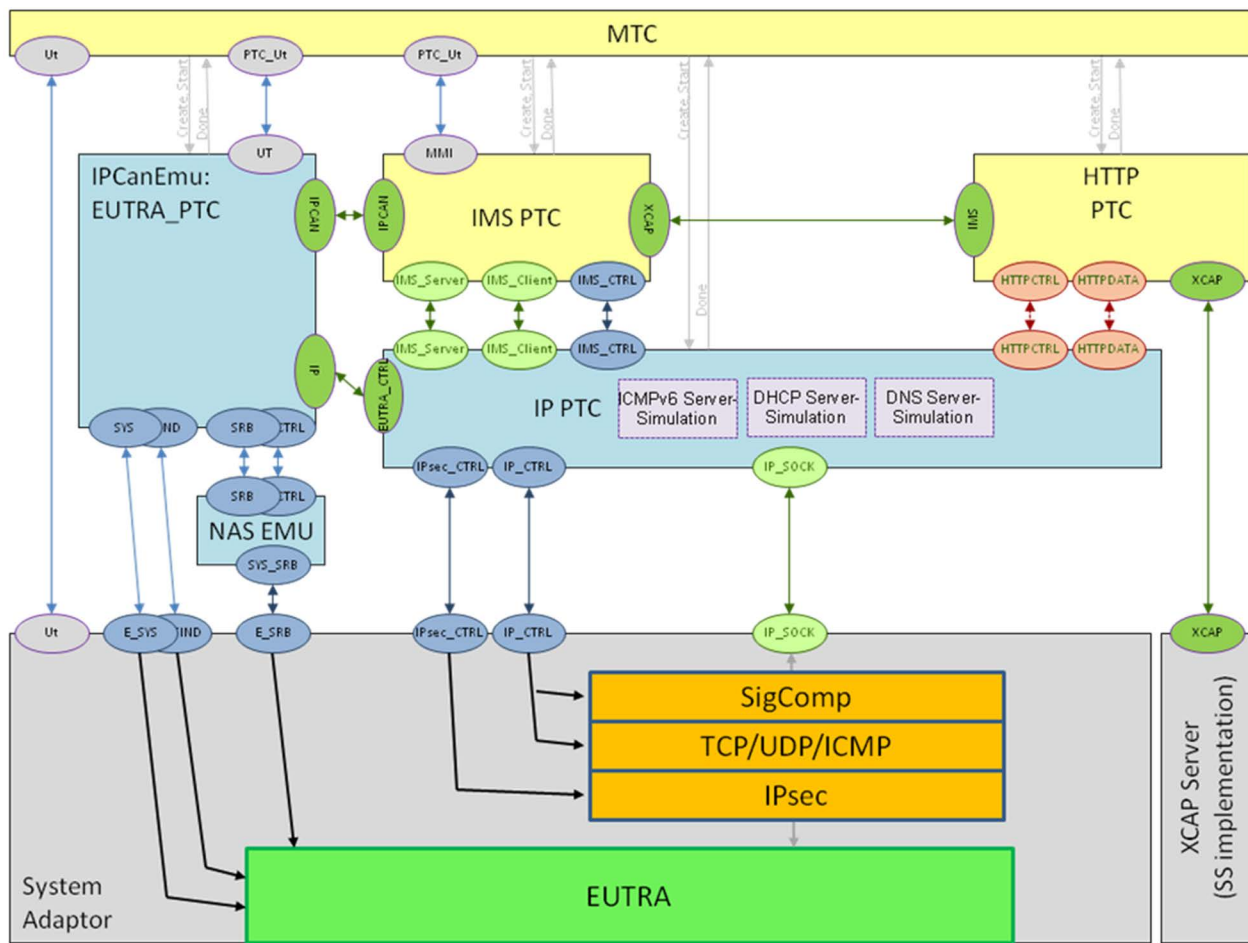 MTC
Ut
PTC_Ut
PTC_Ut
Create, Start
Done
Create, Start
Done
Create, Start
Done
Create, Start
Done
UT
MMI
IPCanEmu:
EUTRA_PTC
IPCAN
IPCAN
IMS PTC
XCAP
SMI
HTTP
PTC
IMS_Server
IMS_Client
IMS_CTRL
HTTPCTRL
HTTPDATA
XCAP
IMS_Server
IMS_Client
IMS_CTRL
HTTPCTRL
HTTPDATA
IP
EUTRA_CTRL
IP PTC
ICMPv6 Server-
Simulation
DHCP Server-
Simulation
DNS Server-
Simulation
SYS
IND
SRB
CTRL
IPsec_CTRL
IP_CTRL
IP_SOCK
SRB
CTRL
NAS EMU
SYS_SRB
Ut
E_SYS
IND
E_SRB
IPsec_CTRL
IP_CTRL
IP_SOCK
XCAP
SigComp
TCP/UDP/ICMP
IPsec
EUTRA
System
Adaptor
XCAP Server
(SS implementation)